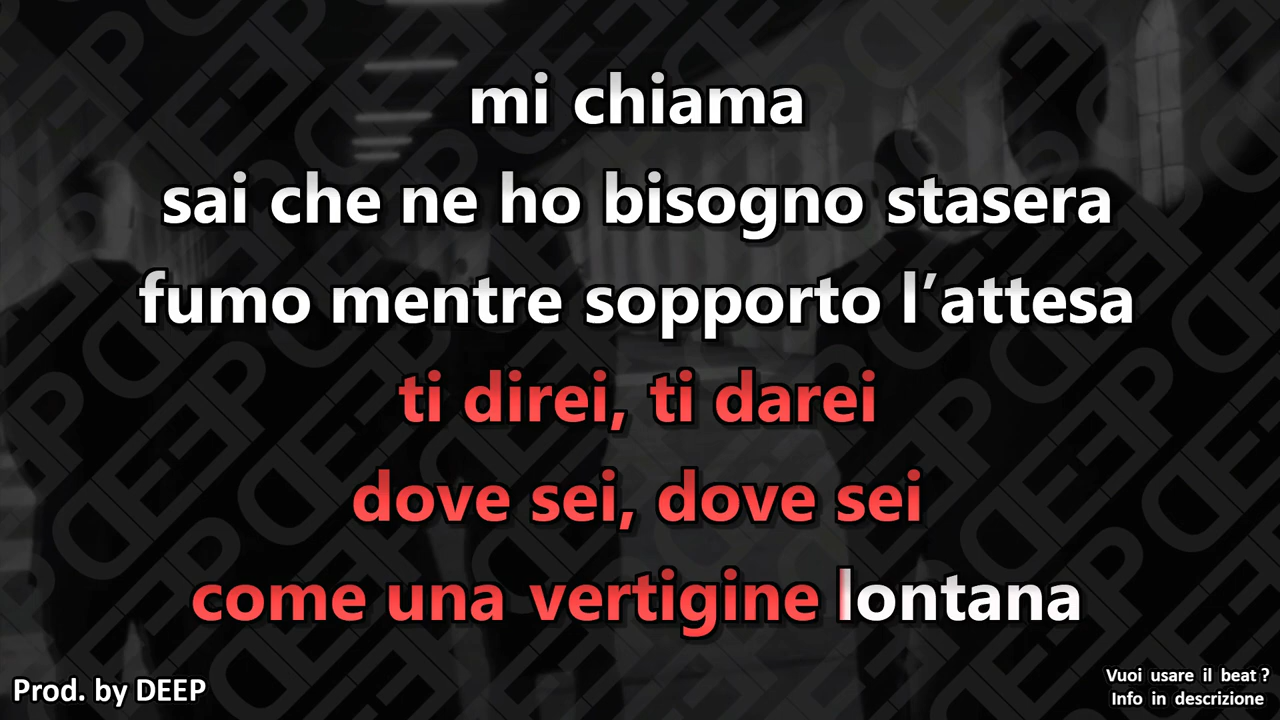 mi chiama
sai che ne ho bisogno stasera
fumo mentre sopporto l’attesa
ti direi, ti darei
dove sei, dove sei
come una vertigine lontana
Prod. by DEEP
Vuoi usare il beat ?
Info in descrizione